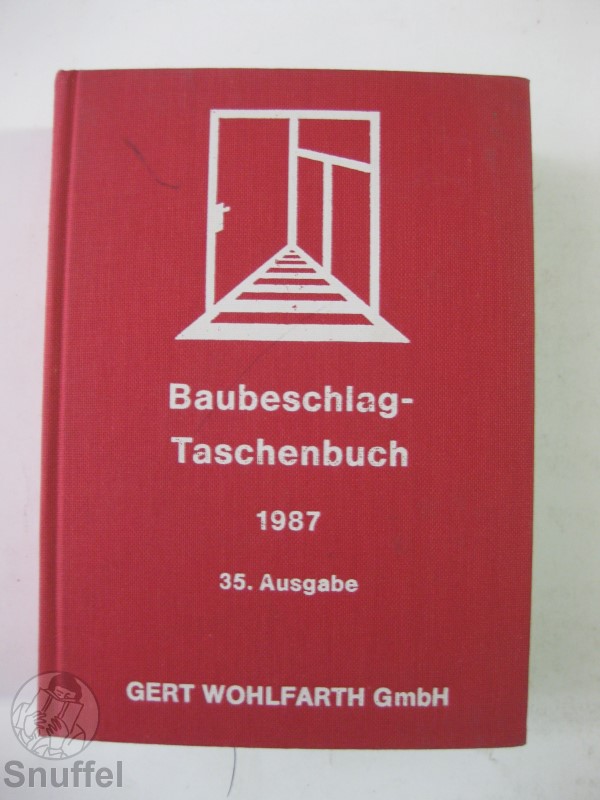 Baubeschlag-
Taschenbuch
1987
35. Ausgabe
GERT WOHLFARTH GmbH
Snuffel